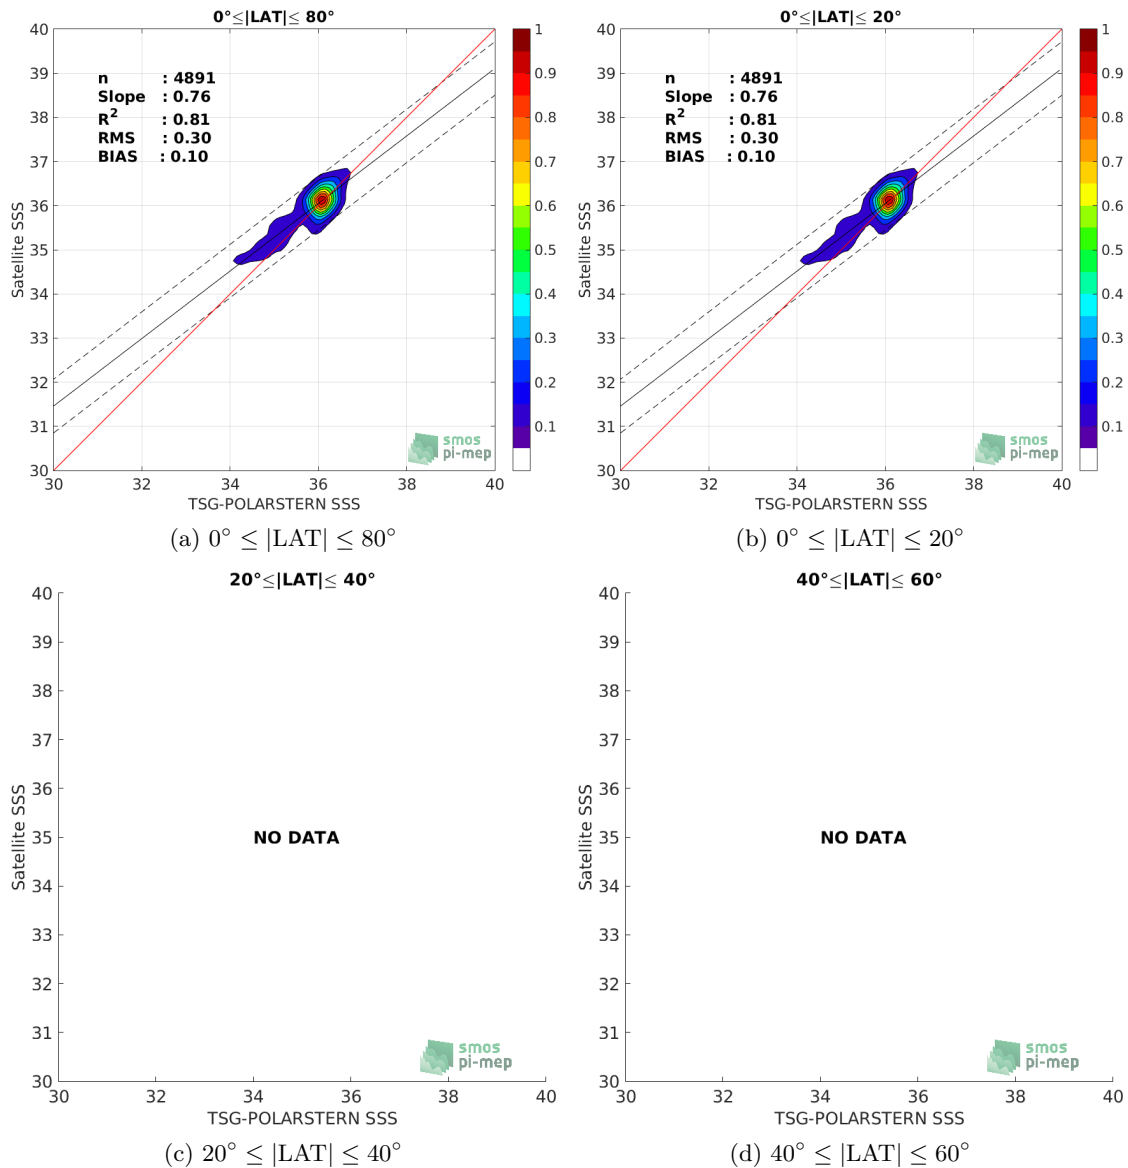 0°≤|LAT|≤ 80°
40
39
38
37
36
35
34
33
32
31
30
Satellite SSS
n : 4891
Slope : 0.76
R2 : 0.81
RMS : 0.30
BIAS : 0.10
1
0.9
0.8
0.7
0.6
0.5
0.4
0.3
0.2
0.1
smos
pi-mep
30 32 34 36 38 40
TSG-POLARSTERN SSS
(a) 0° ≤ |LAT| ≤ 80°
0°≤|LAT|≤ 20°
40
39
38
37
36
35
34
33
32
31
30
Satellite SSS
n : 4891
Slope : 0.76
R2 : 0.81
RMS : 0.30
BIAS : 0.10
1
0.9
0.8
0.7
0.6
0.5
0.4
0.3
0.2
0.1
smos
pi-mep
30 32 34 36 38 40
TSG-POLARSTERN SSS
(b) 0° ≤ |LAT| ≤ 20°
20°≤|LAT|≤ 40°
40
39
38
37
36
35
34
33
32
31
30
Satellite SSS
NO DATA
smos
pi-mep
30 32 34 36 38 40
TSG-POLARSTERN SSS
(c) 20° ≤ |LAT| ≤ 40°
40°≤|LAT|≤ 60°
40
39
38
37
36
35
34
33
32
31
30
Satellite SSS
NO DATA
smos
pi-mep
30 32 34 36 38 40
TSG-POLARSTERN SSS
(d) 40° ≤ |LAT| ≤ 60°